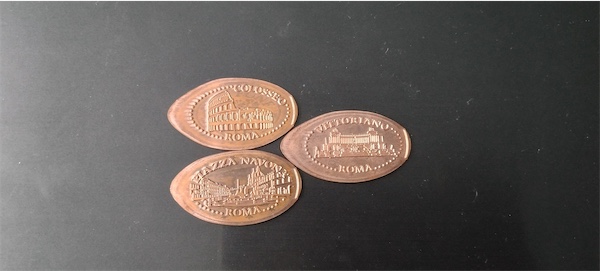 COLOSSEO
ROMA
VITTORIANO
ROMA
PIAZZA NAVONA
ROMA